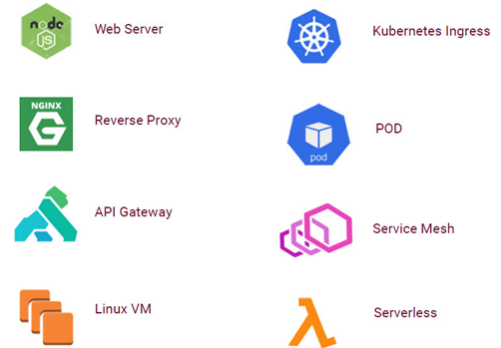 node
JS
Web Server
Kubernetes Ingress
NGINX
G
Reverse Proxy
pod
POD
API Gateway
Service Mesh
Linux VM
λ
Serverless